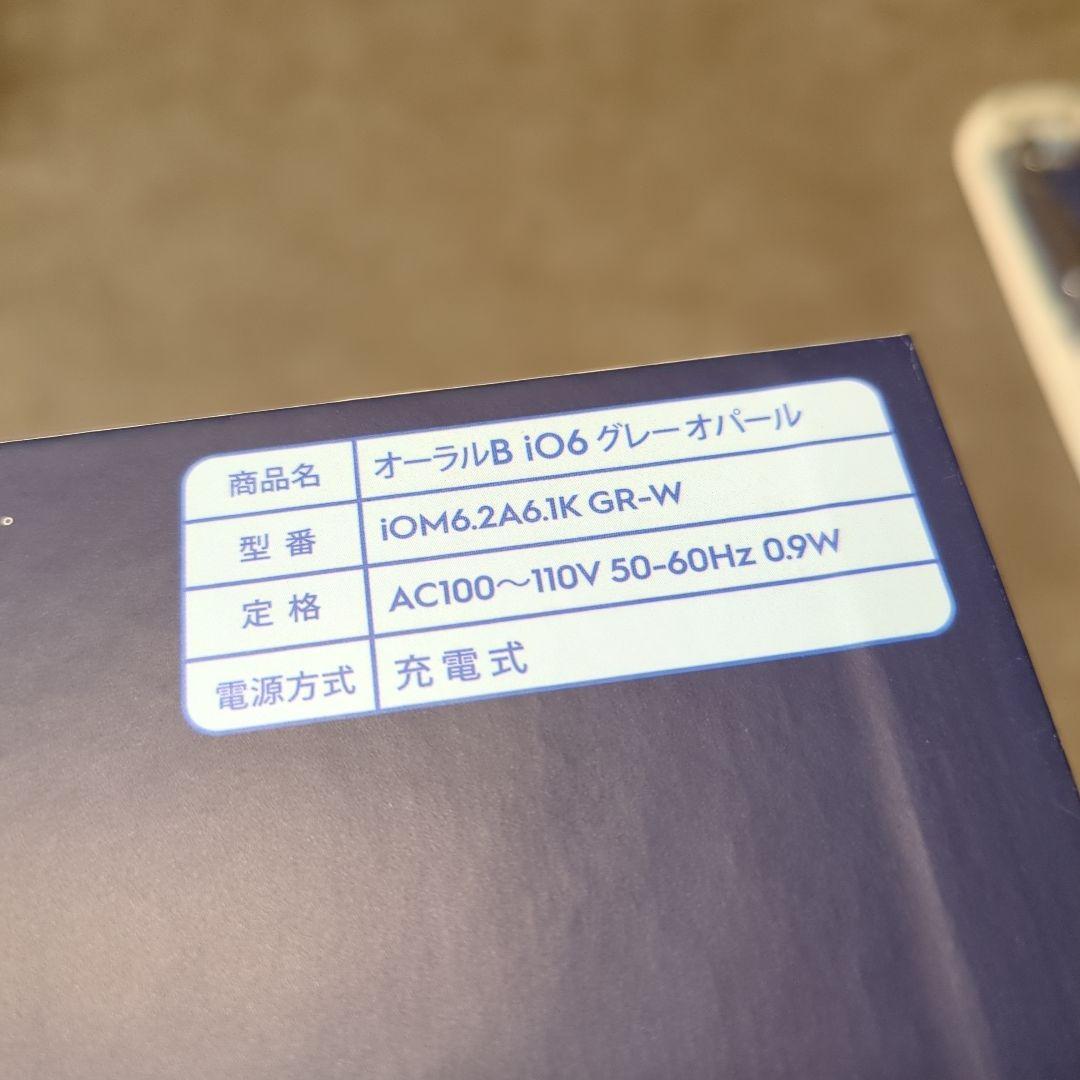 商品名 オーラルB iO6 グレーオパール
型番 iOM6.2A6.1K GR-W
定格 AC100〜110V 50-60Hz 0.9W
電源方式 充電式
。